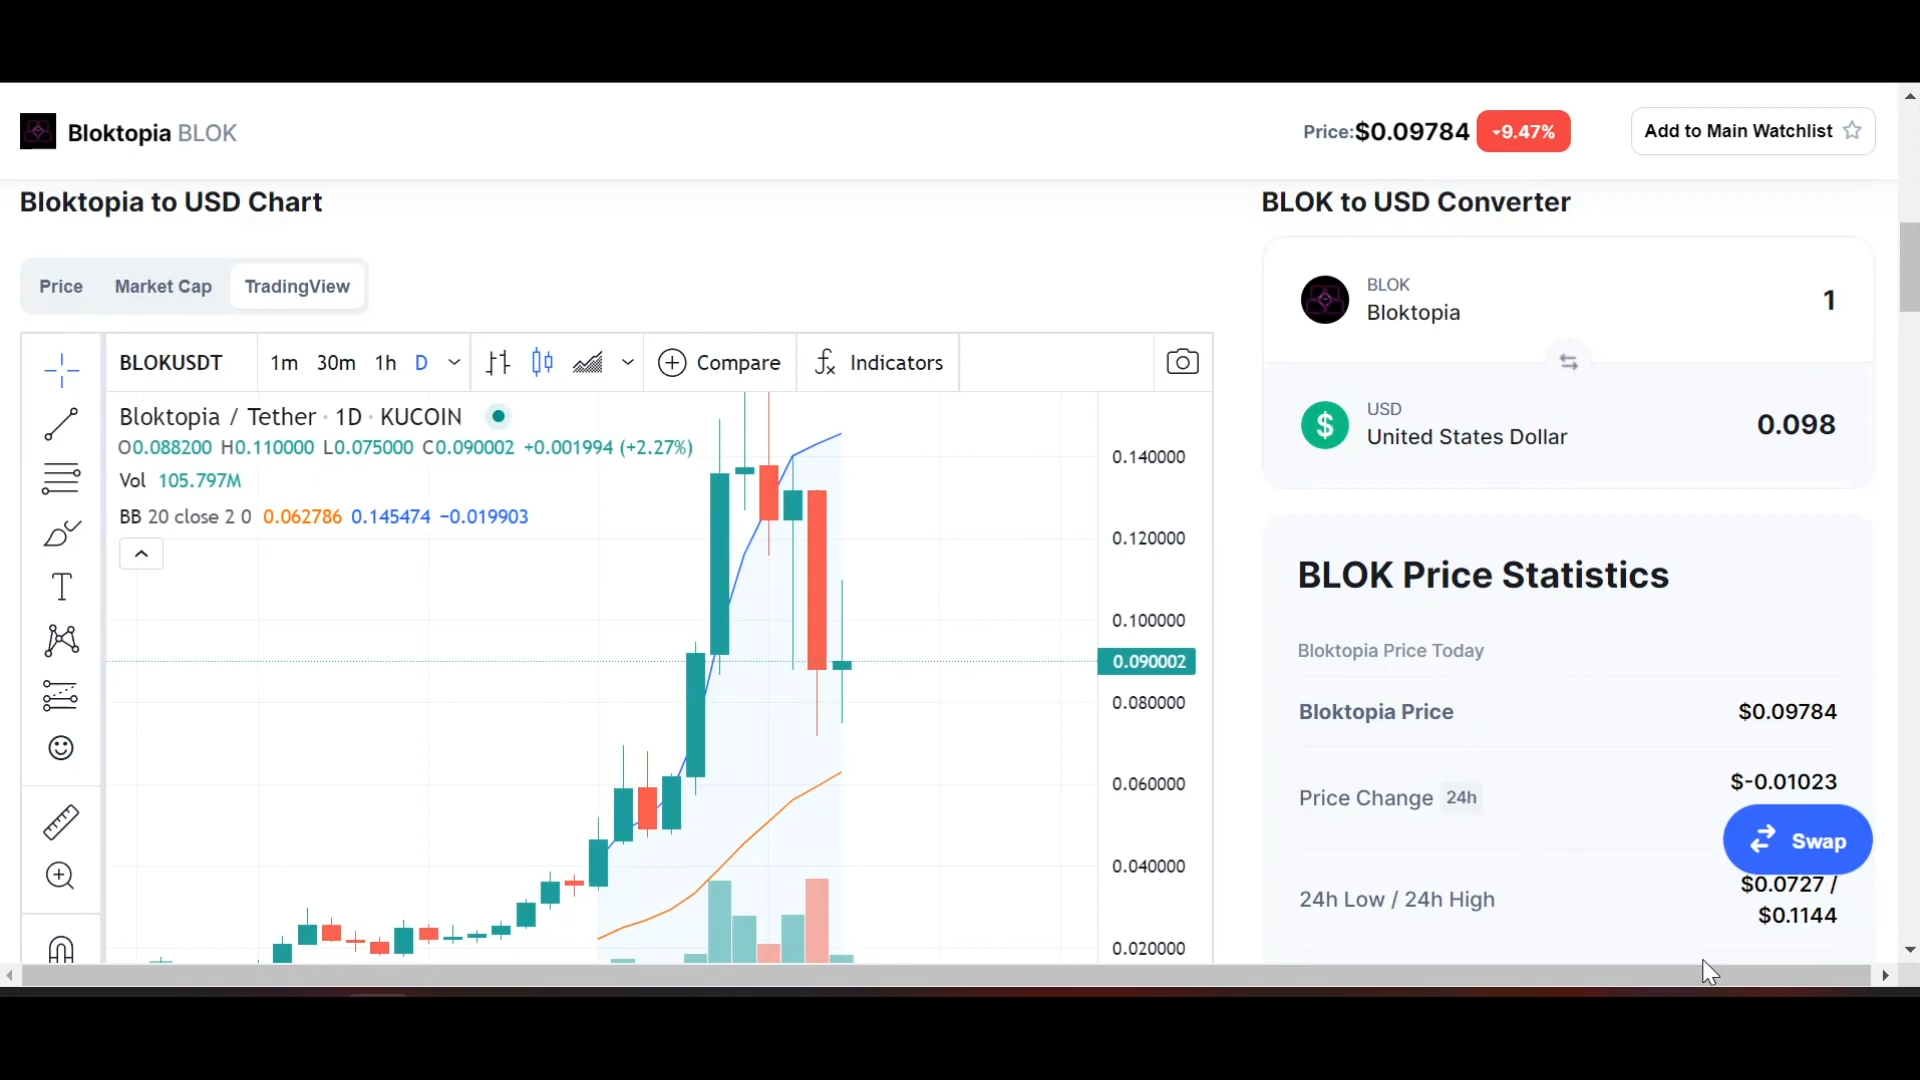 Bloktopia BLOK
Price:$0.09784 -9.47%
Add to Main Watchlist
Bloktopia to USD Chart
Price Market Cap TradingView
BLOKUSDT 1m 30m 1h D Compare Indicators
Bloktopia / Tether · 1D · KUCOIN
O0.088200 H0.110000 L0.075000 C0.090002 +0.001994 (+2.27%)
Vol 105.797M
BB 20 close 2 0 0.062786 0.145474 −0.019903
T
0.140000
0.120000
0.100000
0.090002
0.080000
0.060000
0.040000
0.020000
BLOK to USD Converter
BLOK
Bloktopia
1
$
USD
United States Dollar
0.098
BLOK Price Statistics
Bloktopia Price Today
Bloktopia Price $0.09784
Price Change 24h $-0.01023
Swap
24h Low / 24h High $0.0727 /
$0.1144